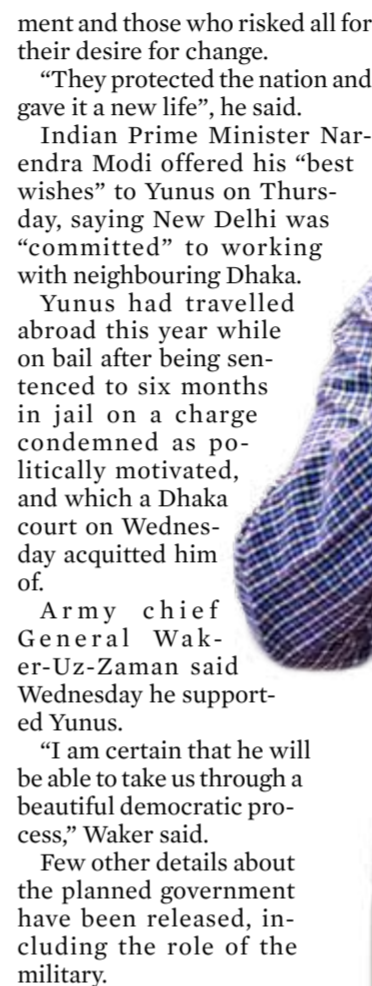 ment and those who risked all for
their desire for change.
“They protected the nation and
gave it a new life”, he said.
Indian Prime Minister Nar-
endra Modi offered his “best
wishes” to Yunus on Thurs-
day, saying New Delhi was
“committed” to working
with neighbouring Dhaka.
Yunus had travelled
abroad this year while
on bail after being sen-
tenced to six months
in jail on a charge
condemned as po-
litically motivated,
and which a Dhaka
court on Wednes-
day acquitted him
of.
Army chief
General Wak-
er-Uz-Zaman said
Wednesday he support-
ed Yunus.
“I am certain that he will
be able to take us through a
beautiful democratic pro-
cess,” Waker said.
Few other details about
the planned government
have been released, in-
cluding the role of the
military.